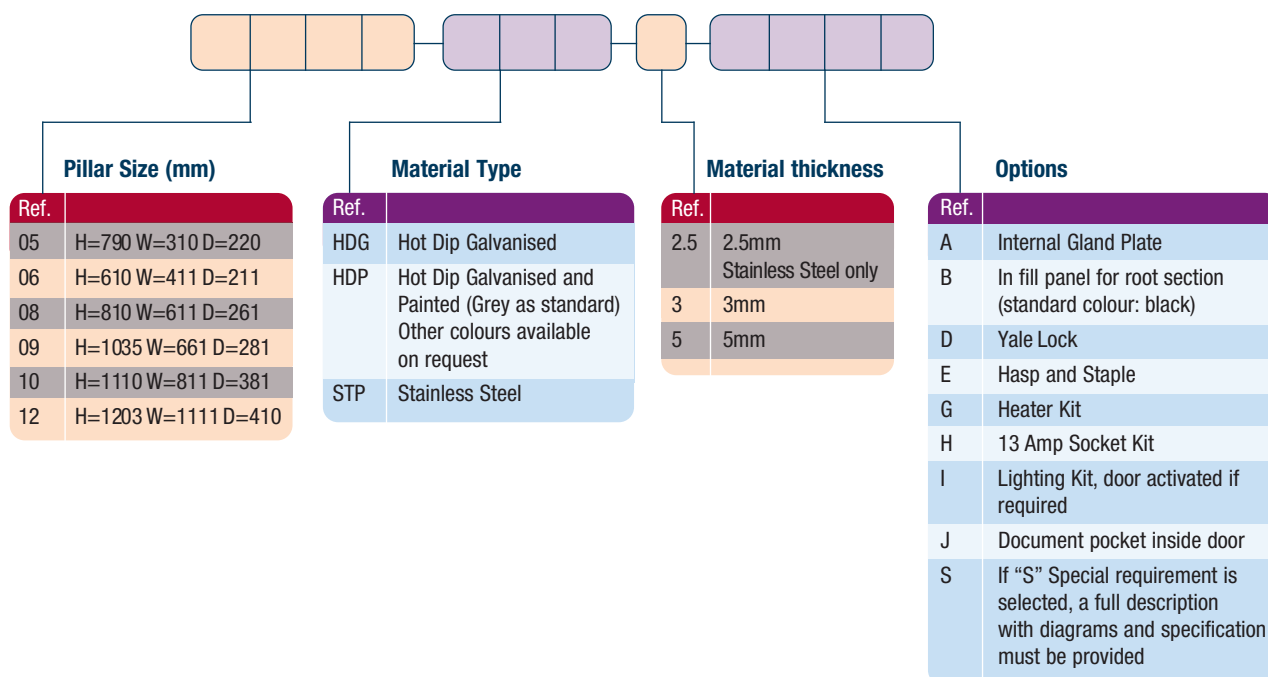 Pillar Size (mm)
Ref.
05 H=790 W=310 D=220
06 H=610 W=411 D=211
08 H=810 W=611 D=261
09 H=1035 W=661 D=281
10 H=1110 W=811 D=381
12 H=1203 W=1111 D=410
Material Type
Ref.
HDG Hot Dip Galvanised
HDP Hot Dip Galvanised and
Painted (Grey as standard)
Other colours available
on request
STP Stainless Steel
Material thickness
Ref.
2.5 2.5mm
Stainless Steel only
3 3mm
5 5mm
Options
Ref.
A Internal Gland Plate
B In fill panel for root section
(standard colour: black)
D Yale Lock
E Hasp and Staple
G Heater Kit
H 13 Amp Socket Kit
I Lighting Kit, door activated if
required
J Document pocket inside door
S If “S” Special requirement is
selected, a full description
with diagrams and specification
must be provided